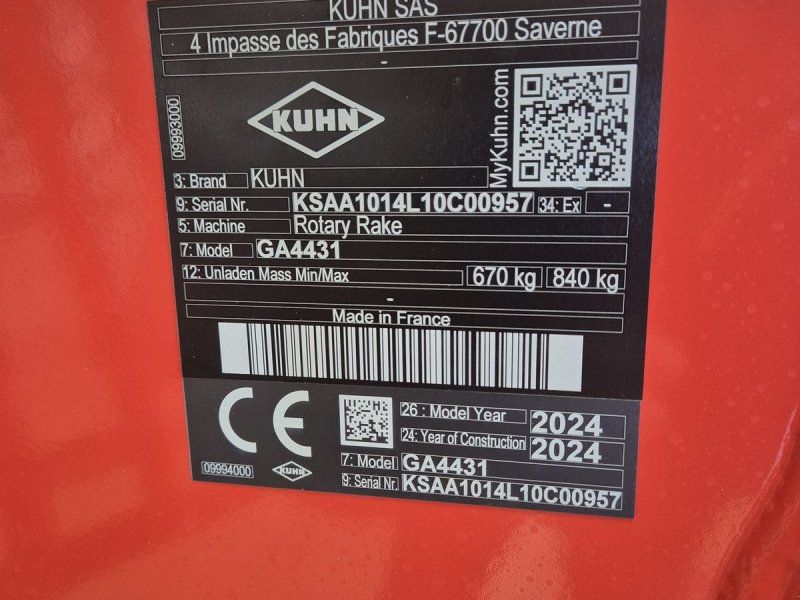 KUHN SAS
4 Impasse des Fabriques F-67700 Saverne
-
09993000
KUHN
MyKuhn.com
3: Brand KUHN
9: Serial Nr. KSAA1014L10C00957 34: Ex -
5: Machine Rotary Rake
7: Model GA4431
12: Unladen Mass Min/Max 670 kg 840 kg
-
Made in France
CE
26 : Model Year 2024
24: Year of Construction 2024
7: Model GA4431
09994000 KUHN 9: Serial Nr. KSAA1014L10C00957